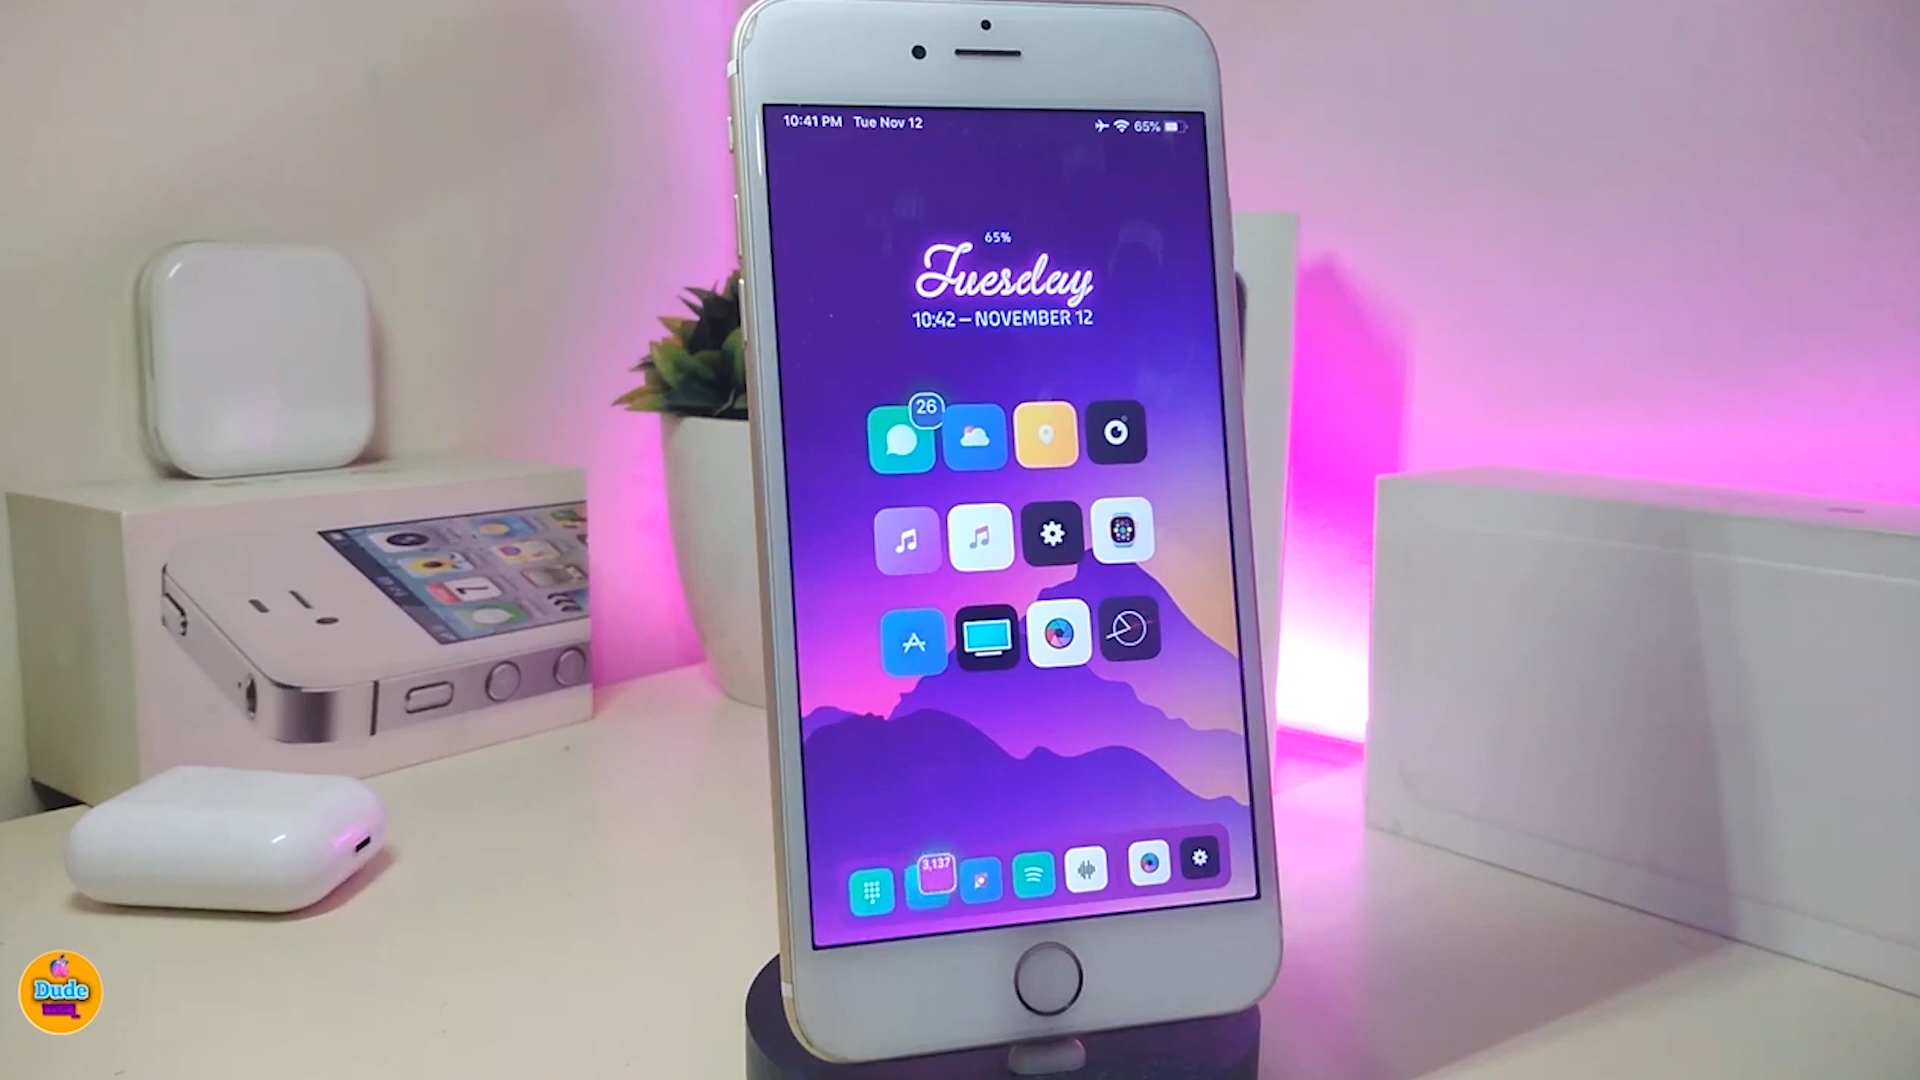 10:41 PM Tue Nov 12
65%
65%
Tuesday
10:42 – NOVEMBER 12
26
3,137
Dude